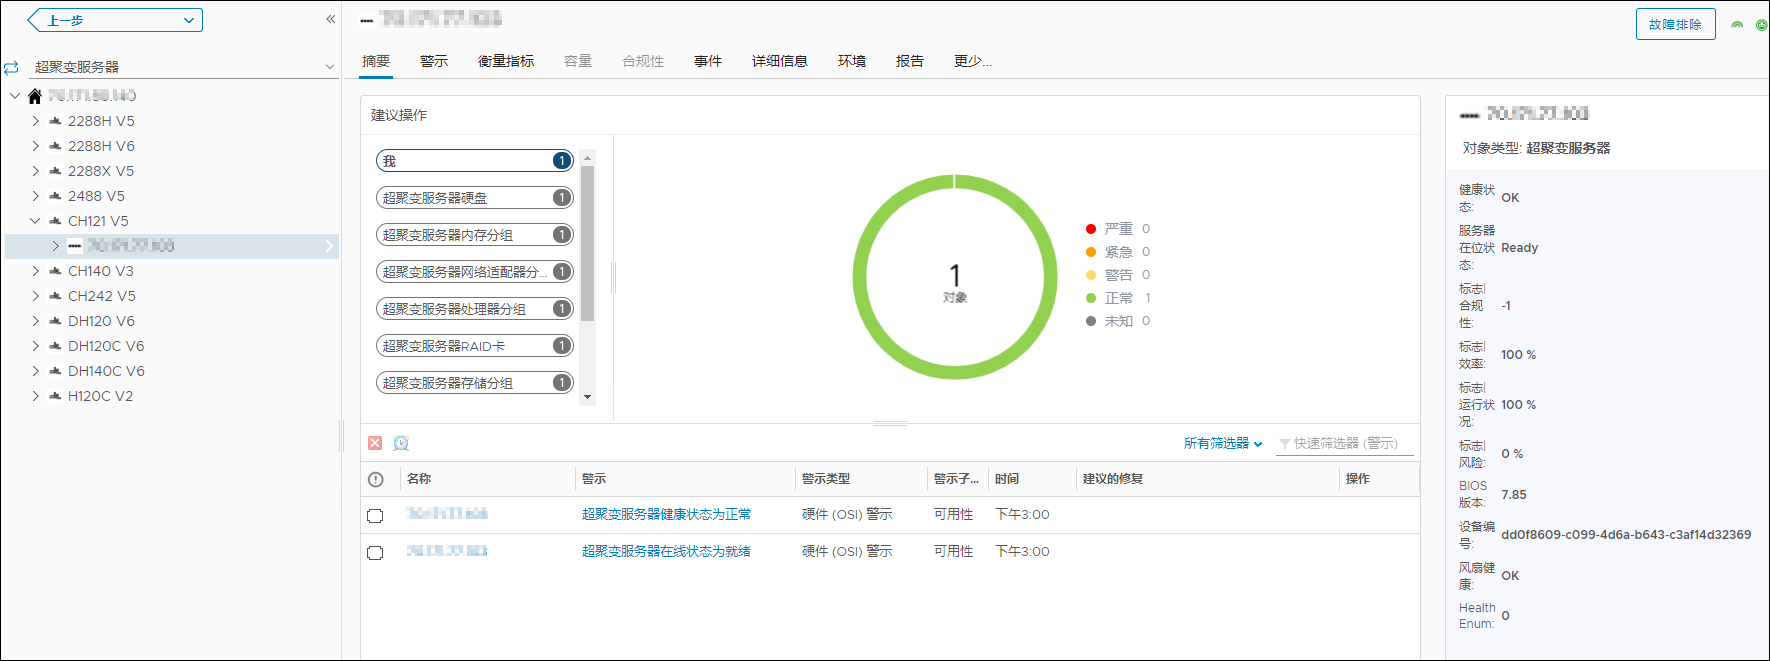 上一步
«
故障排除
超聚变服务器
2288H V5
2288H V6
2288X V5
2488 V5
CH121 V5
CH140 V3
CH242 V5
DH120 V6
DH120C V6
DH140C V6
H120C V2
摘要 警示 衡量指标 容量 合规性 事件 详细信息 环境 报告 更少...
建议操作
我 1
超聚变服务器硬盘 1
超聚变服务器内存分组 1
超聚变服务器网络适配器分... 1
超聚变服务器处理器分组 1
超聚变服务器RAID卡 1
超聚变服务器存储分组 1
1
对象
严重 0
紧急 0
警告 0
正常 1
未知 0
所有筛选器 快速筛选器 (警示)
名称 警示 警示类型 警示子... 时间 建议的修复 操作
超聚变服务器健康状态为正常 硬件 (OSI) 警示 可用性 下午3:00
超聚变服务器在线状态为就绪 硬件 (OSI) 警示 可用性 下午3:00
对象类型: 超聚变服务器
健康状
态: OK
服务器
在位状
态: Ready
标志|
合规
性: -1
标志|
效率: 100 %
标志|
运行状
况: 100 %
标志|
风险: 0 %
BIOS
版本: 7.85
设备编
号: dd0f8609-c099-4d6a-b643-c3af14d32369
风扇健
康: OK
Health
Enum: 0